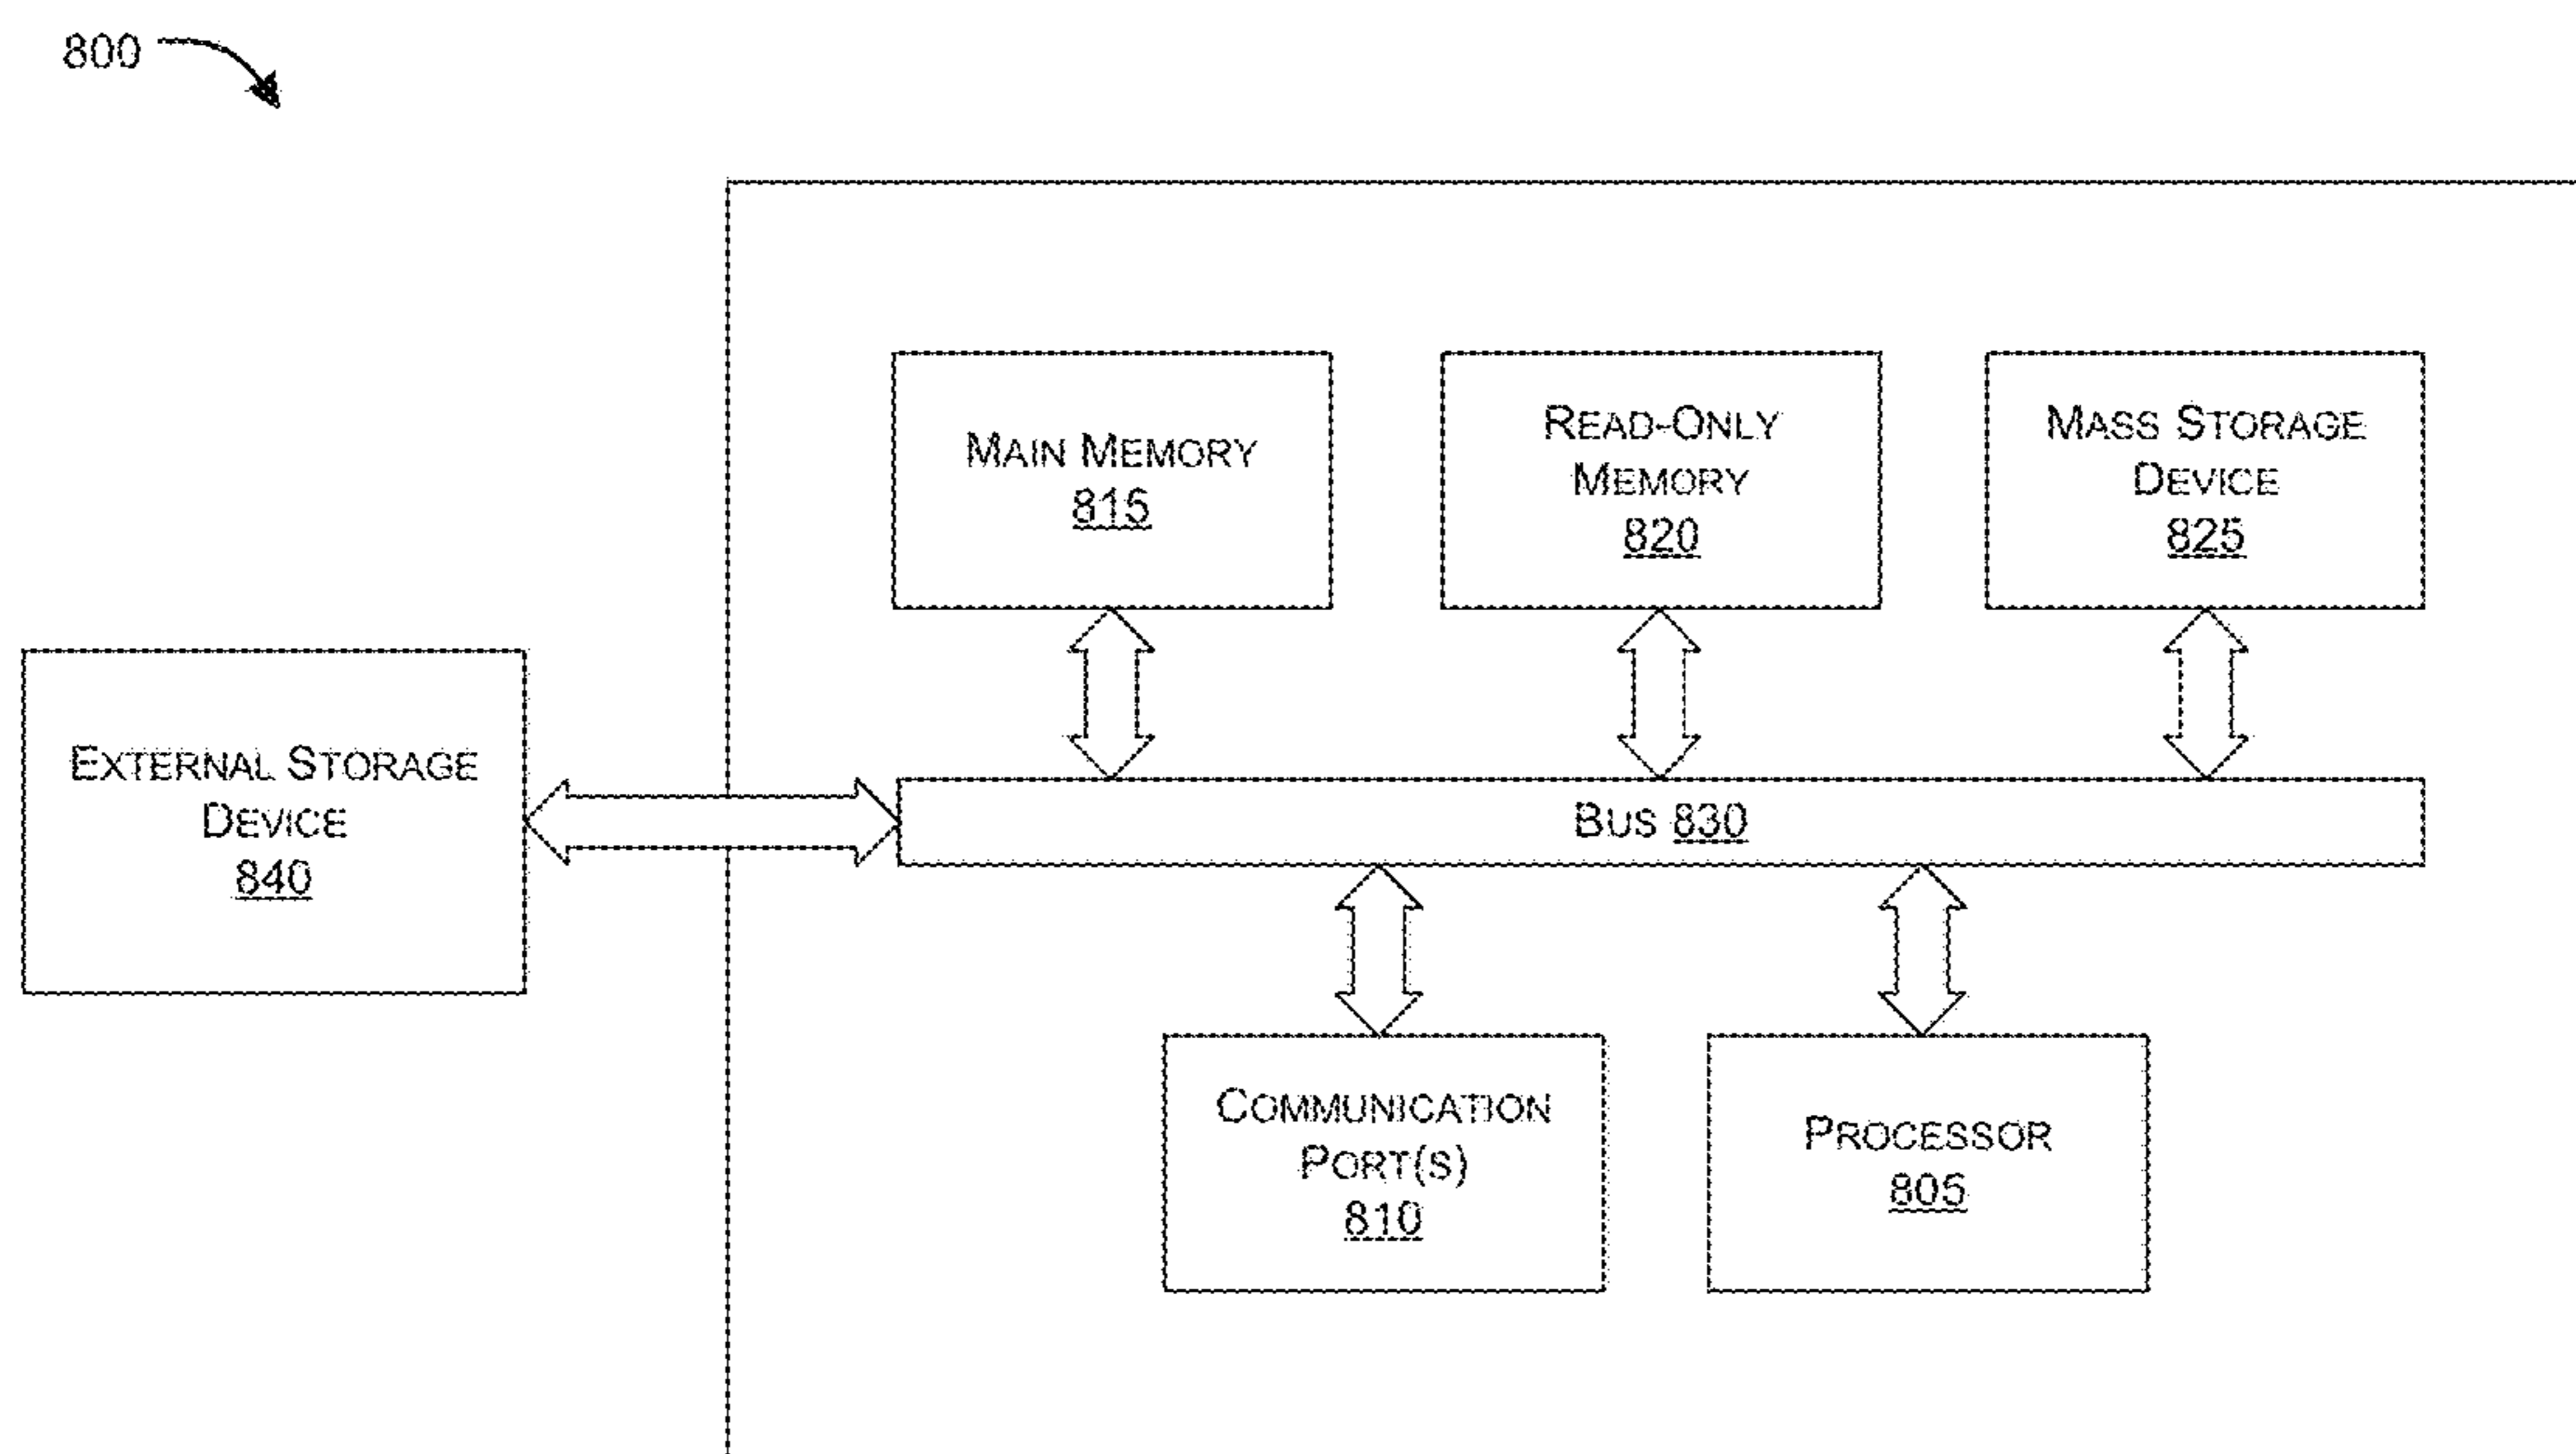 800
MAIN MEMORY
815
READ-ONLY
MEMORY
820
MASS STORAGE
DEVICE
825
EXTERNAL STORAGE
DEVICE
840
BUS 830
COMMUNICATION
PORT(S)
810
PROCESSOR
805